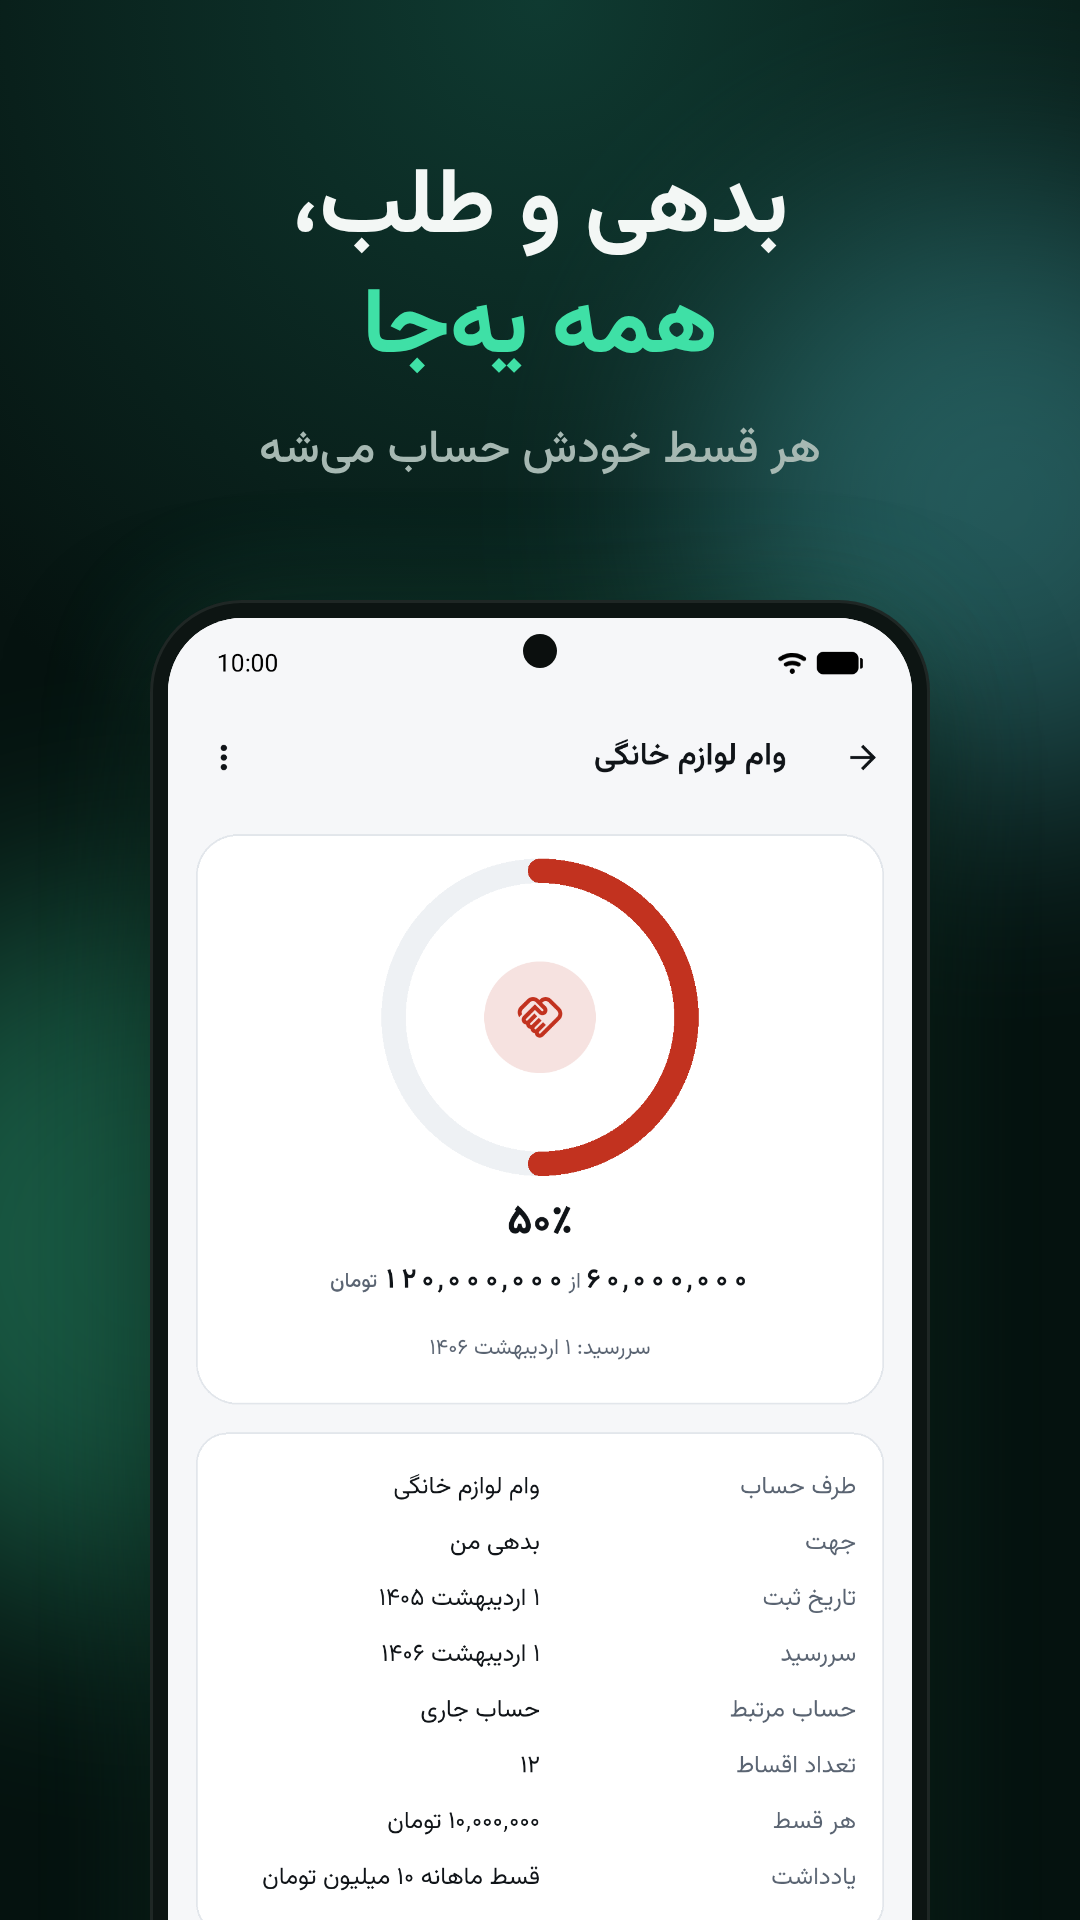 بدهی و طلب،
همه یه‌جا
هر قسط خودش حساب می‌شه
10:00
وام لوازم خانگی
۵۰٪
۶۰,۰۰۰,۰۰۰ از ۱۲۰,۰۰۰,۰۰۰ تومان
سررسید: ۱ اردیبهشت ۱۴۰۶
طرف حساب وام لوازم خانگی
جهت بدهی من
تاریخ ثبت ۱ اردیبهشت ۱۴۰۵
سررسید ۱ اردیبهشت ۱۴۰۶
حساب مرتبط حساب جاری
تعداد اقساط ۱۲
هر قسط ۱۰,۰۰۰,۰۰۰ تومان
یادداشت قسط ماهانه ۱۰ میلیون تومان